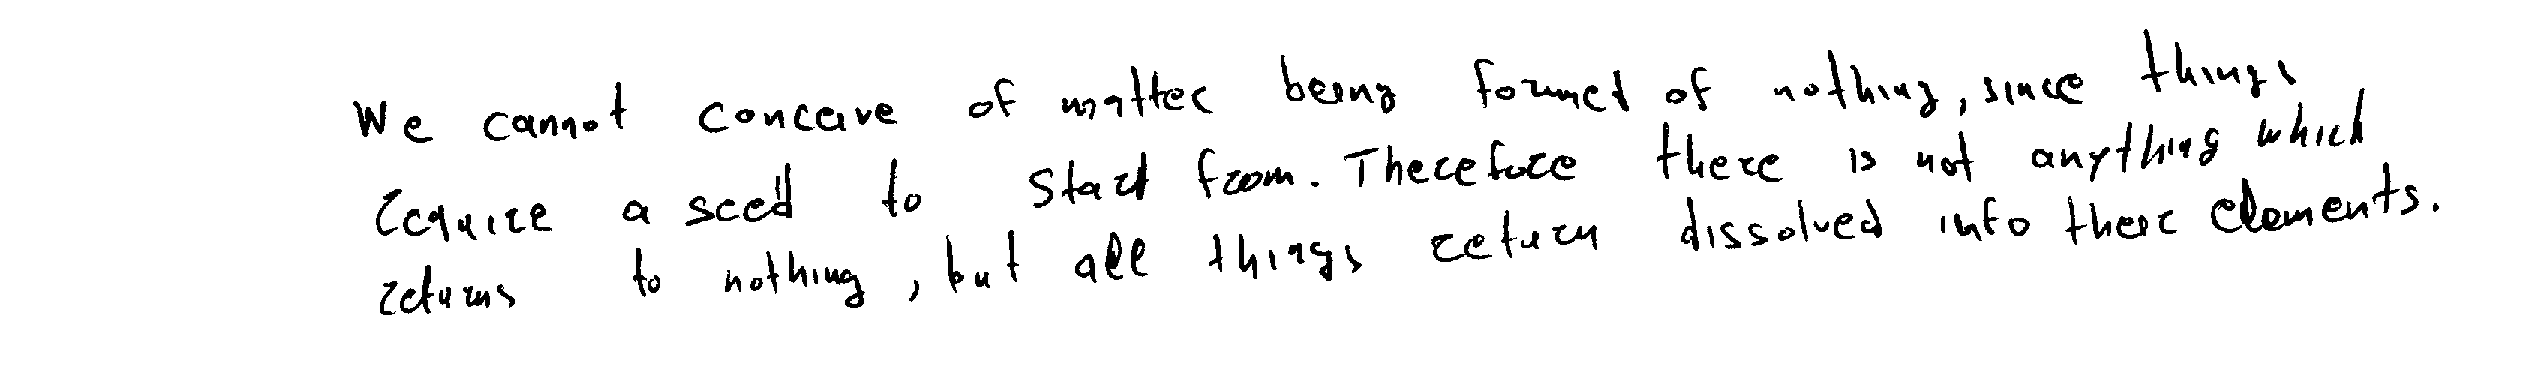 We cannot conceive of matter being formed of nothing, since things
require a seed to start from. Therefore there is not anything which
returns to nothing, but all things return dissolved into their elements.